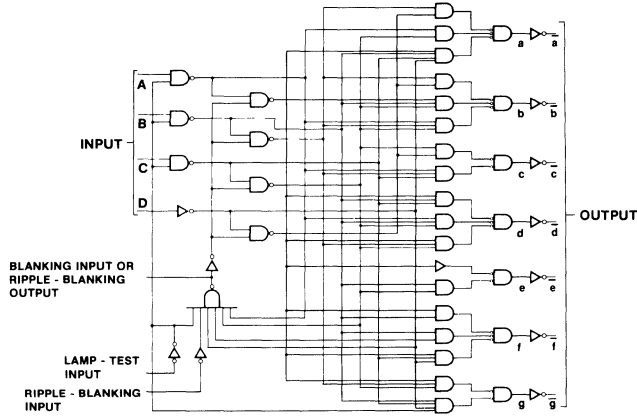 A
B
INPUT
C
D
BLANKING INPUT OR
RIPPLE - BLANKING
OUTPUT
LAMP - TEST
INPUT
RIPPLE - BLANKING
INPUT
a a̅
b b̅
c c̅
d d̅
e e̅
f f̅
g g̅
OUTPUT